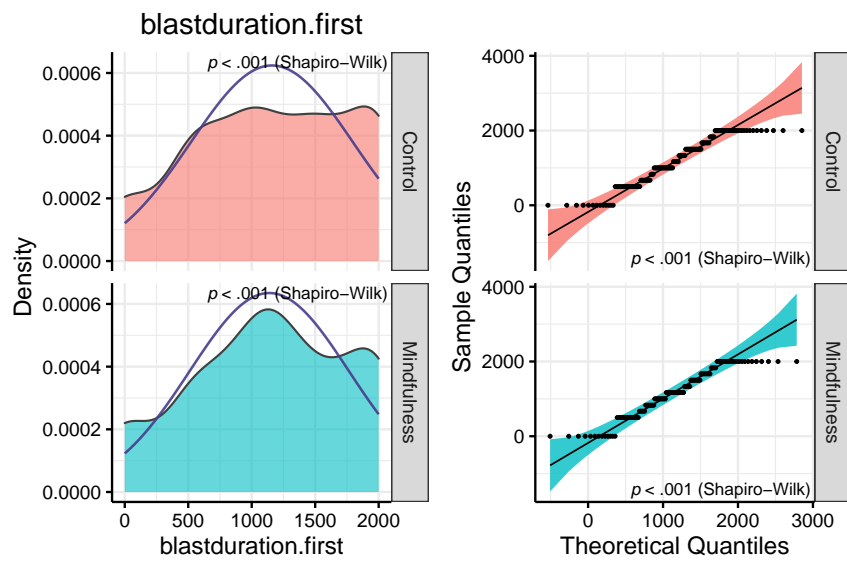 blastduration.first
p < .001 (Shapiro−Wilk)
0.0006
0.0004
0.0002
0.0000
Control
p < .001 (Shapiro−Wilk)
0.0006
0.0004
0.0002
0.0000
Mindfulness
Density
0 500 1000 1500 2000
blastduration.first
4000
2000
0
p < .001 (Shapiro−Wilk)
Control
4000
2000
0
p < .001 (Shapiro−Wilk)
Mindfulness
Sample Quantiles
0 1000 2000 3000
Theoretical Quantiles